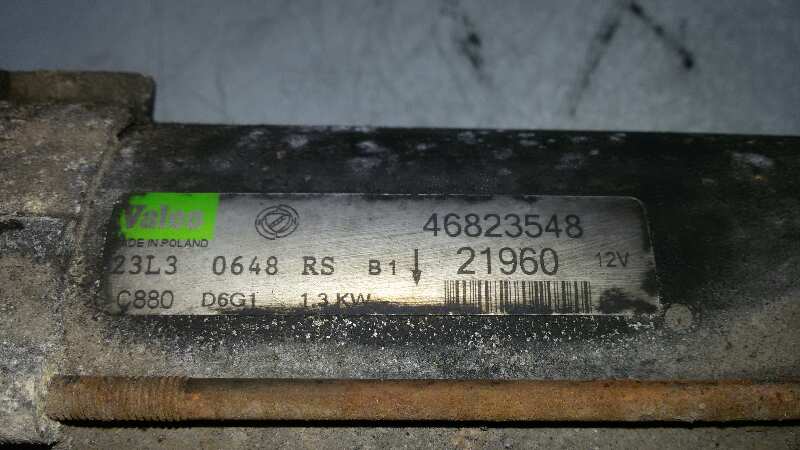 Valeo 46823548
MADE IN POLAND
23L3 0648 RS B1 21960 12V
C880 D6G1 1.3 KW